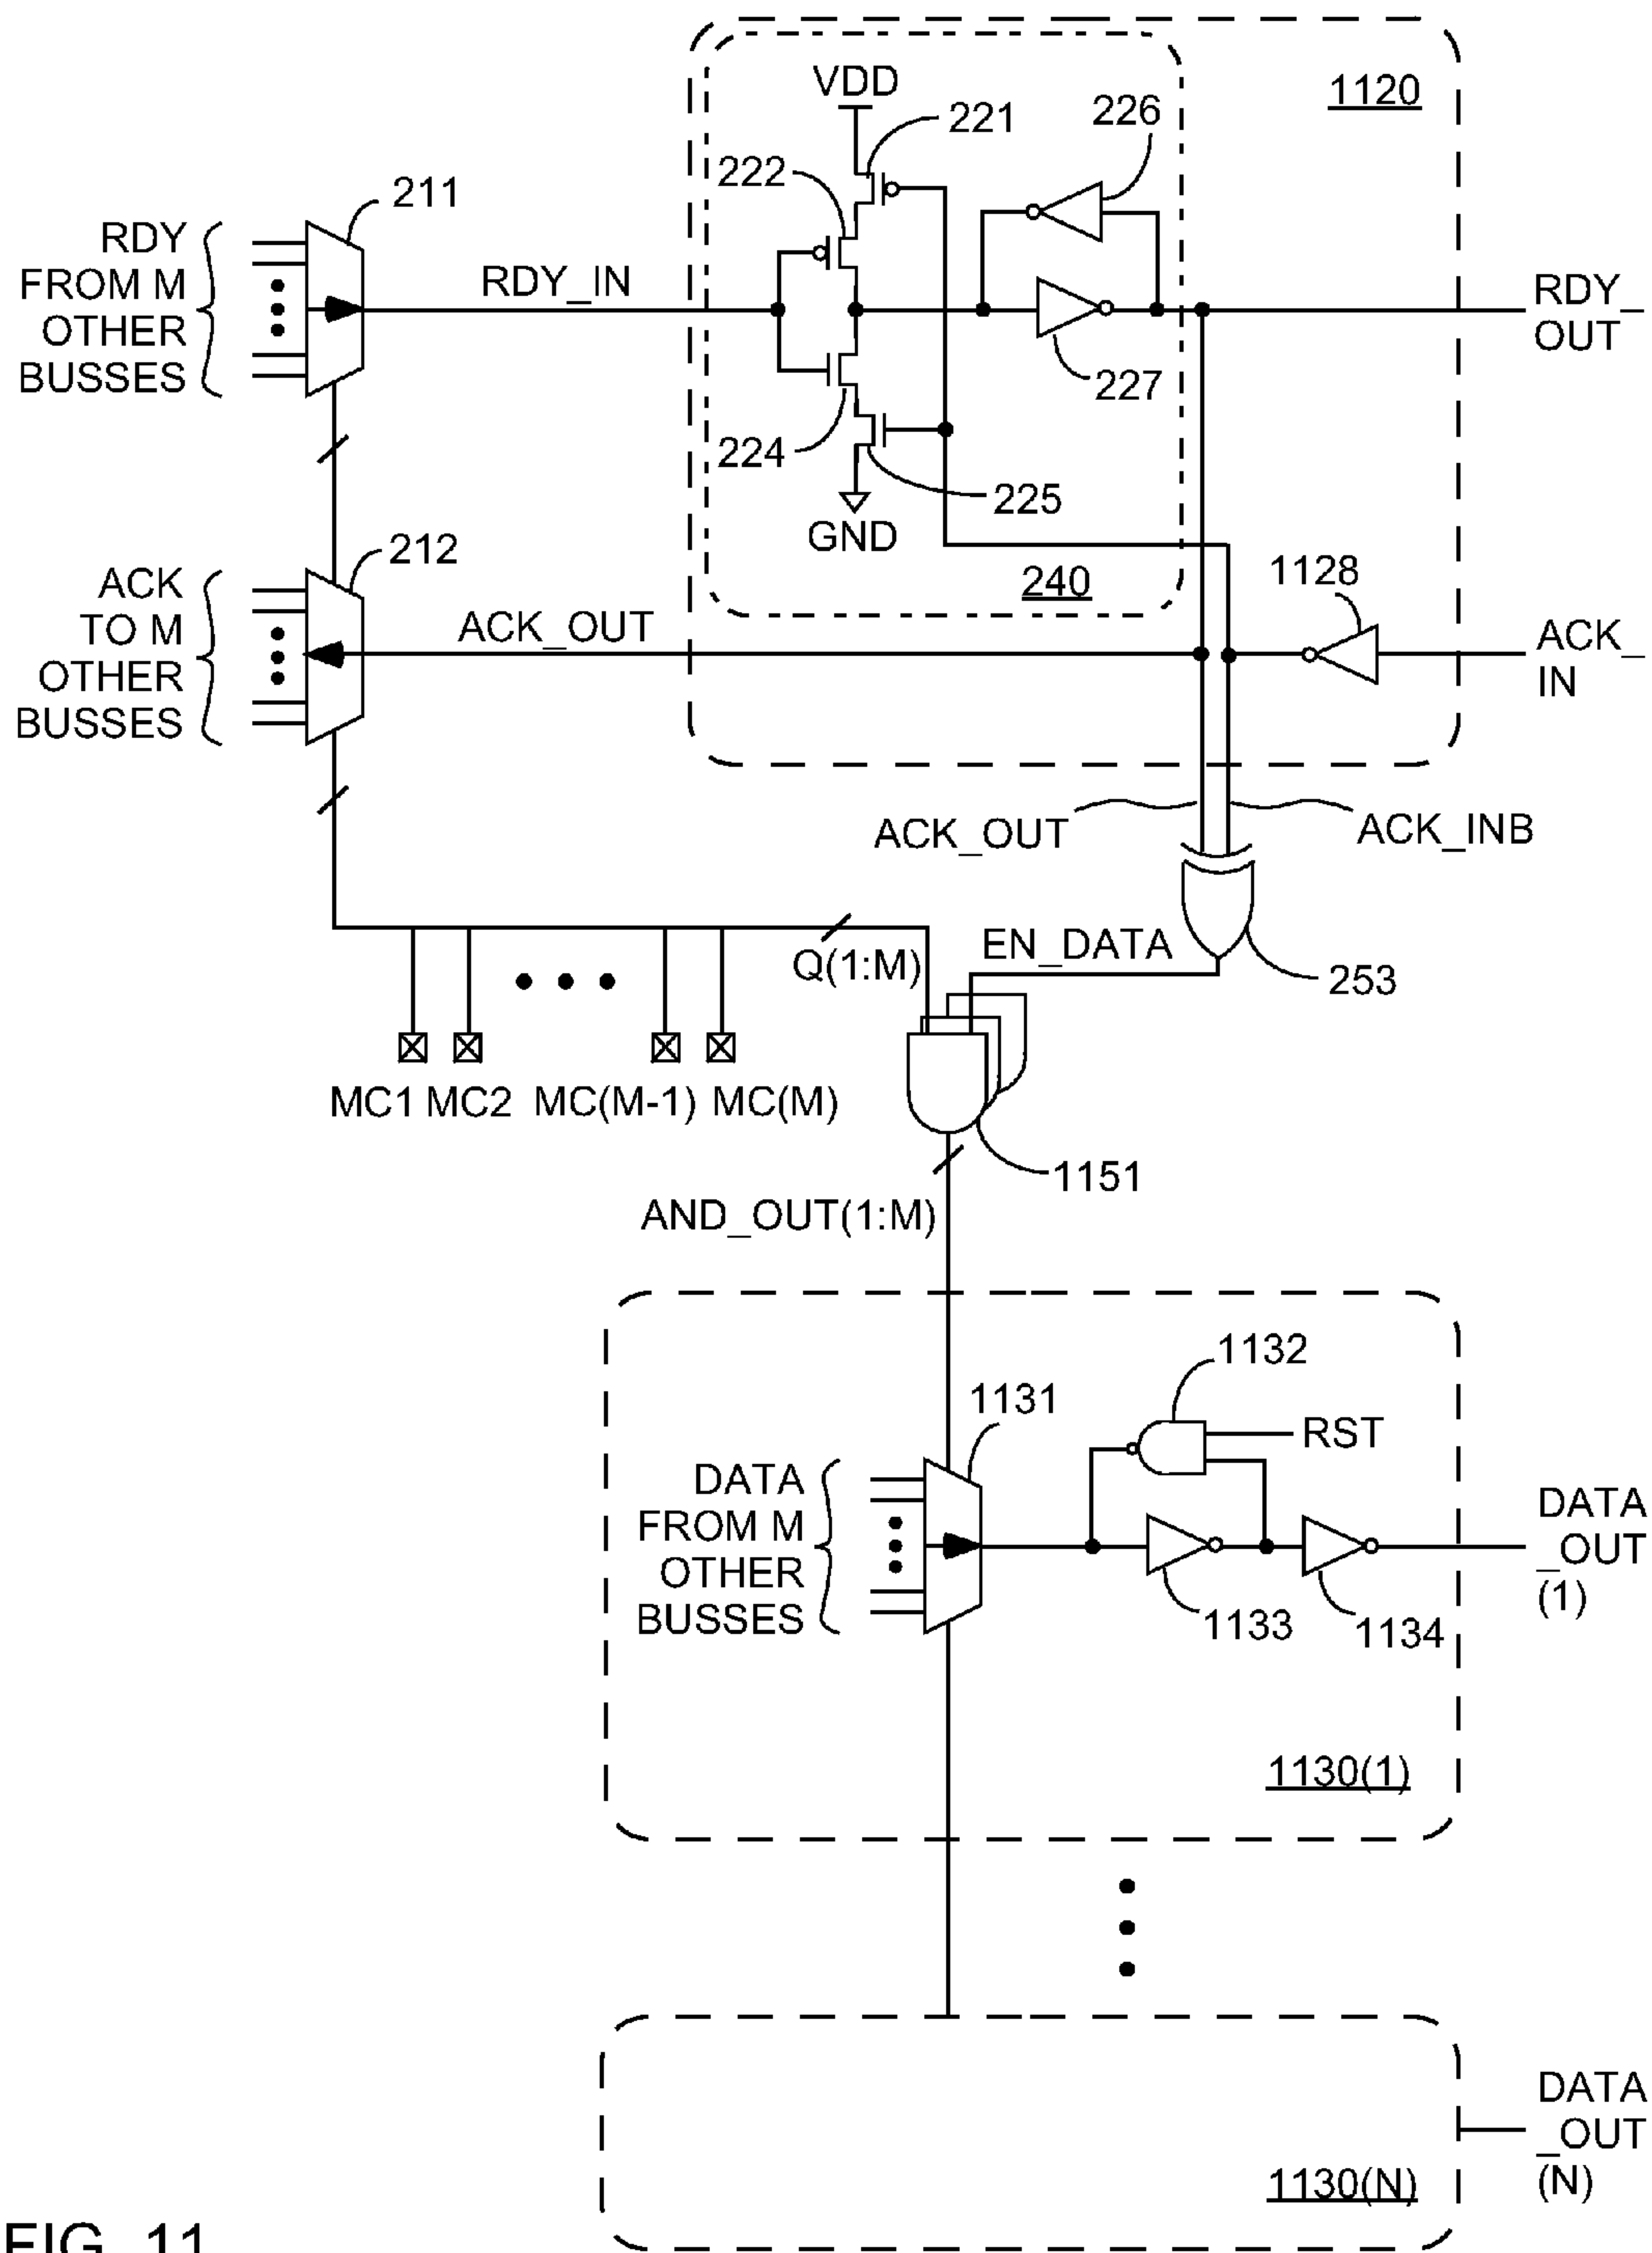 1120
VDD
221
226
222
211
RDY
FROM M
OTHER
BUSSES
RDY_IN
RDY_
OUT
227
224
225
GND
212
240
1128
ACK
TO M
OTHER
BUSSES
ACK_OUT
ACK_
IN
ACK_OUT
ACK_INB
EN_DATA
Q(1:M)
253
MC1 MC2 MC(M-1) MC(M)
1151
AND_OUT(1:M)
1132
1131
RST
DATA
FROM M
OTHER
BUSSES
DATA
_OUT
(1)
1133
1134
1130(1)
DATA
_OUT
(N)
1130(N)
FIG. 11